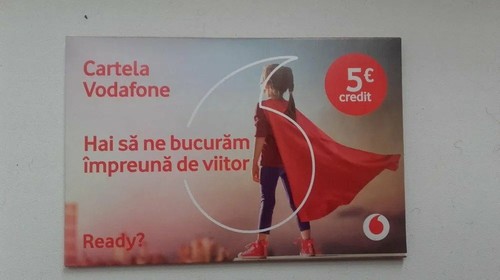 Cartela
Vodafone
5€
credit
Hai să ne bucurăm
împreună de viitor
Ready?